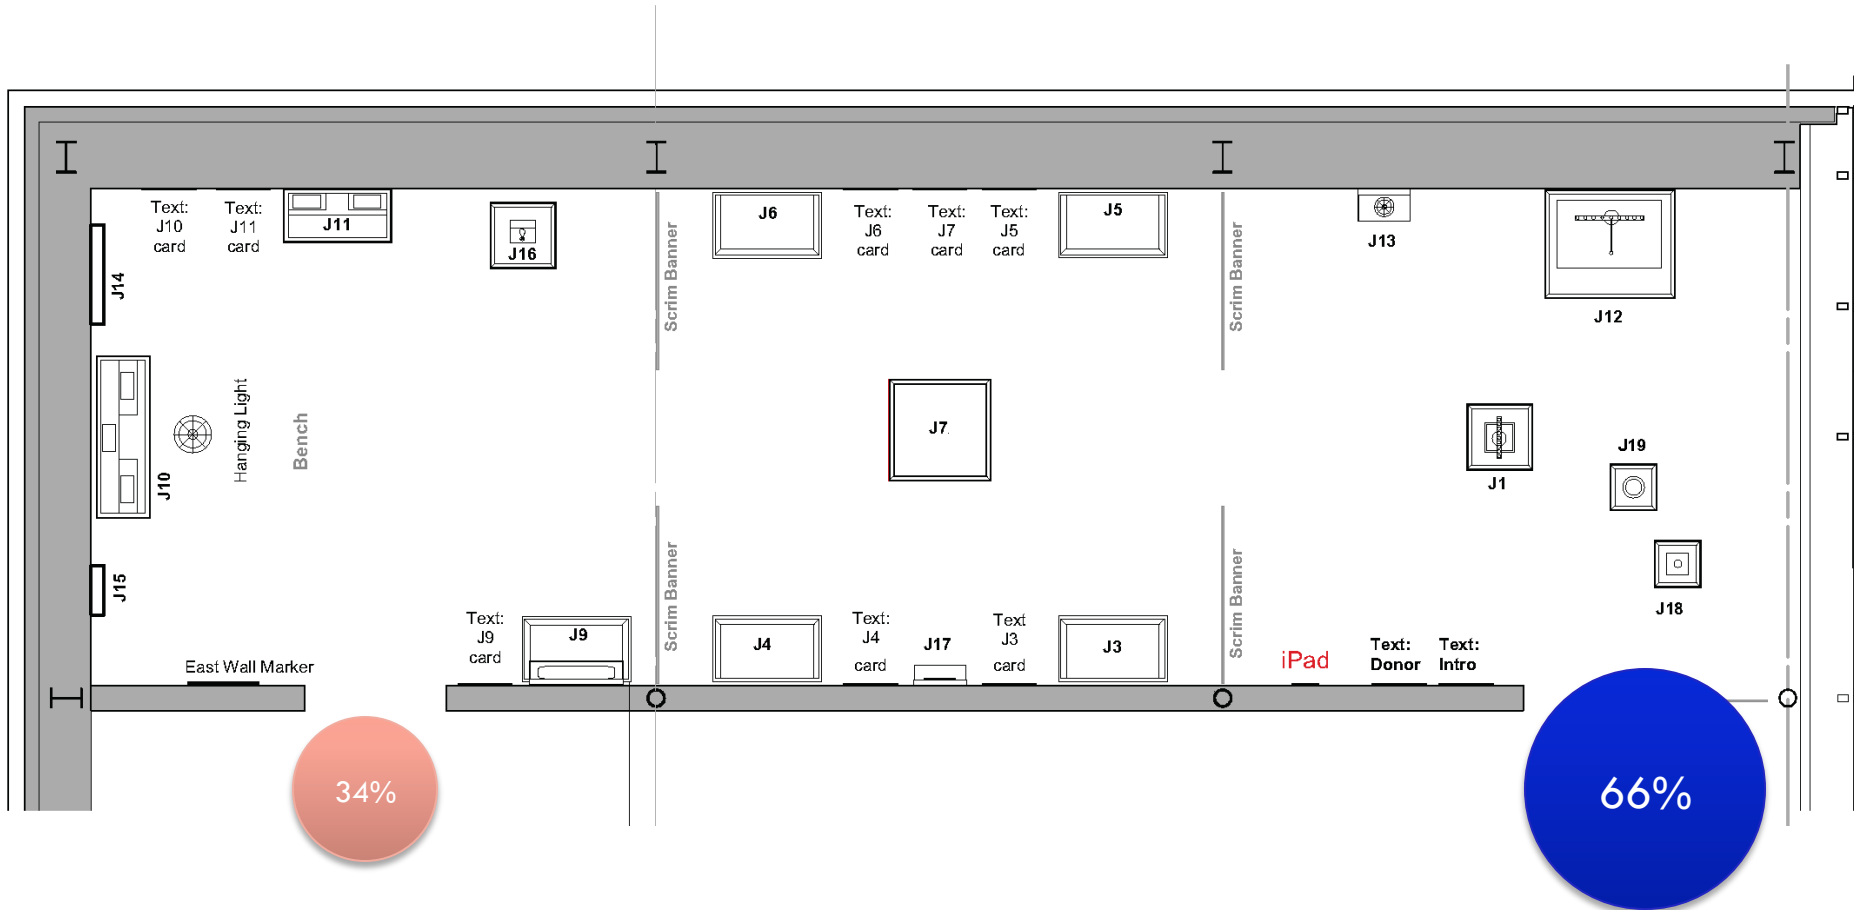 Text:
J10
card
Text:
J11
card
J11
J16
J14
Scrim Banner
J6
Text:
J6
card
Text:
J7
card
Text:
J5
card
J5
Scrim Banner
J13
J12
J10
Hanging Light
Bench
J7
J1
J19
J18
J15
East Wall Marker
Text:
J9
card
J9
Scrim Banner
J4
Text:
J4
card
J17
Text
J3
card
J3
Scrim Banner
iPad
Text:
Donor
Text:
Intro
34%
66%